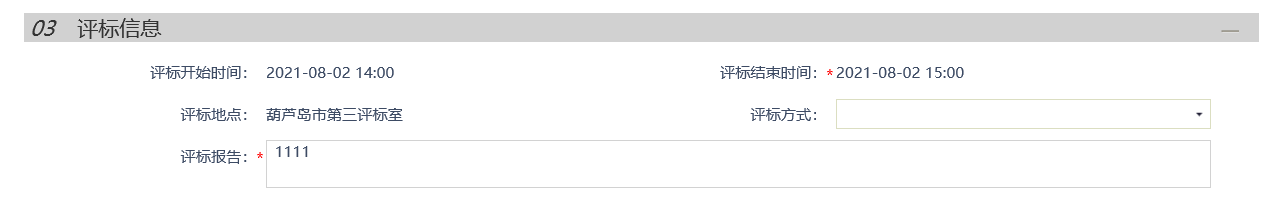 03 评标信息
评标开始时间： 2021-08-02 14:00 评标结束时间：*2021-08-02 15:00
评标地点： 葫芦岛市第三评标室 评标方式：
评标报告：* 1111